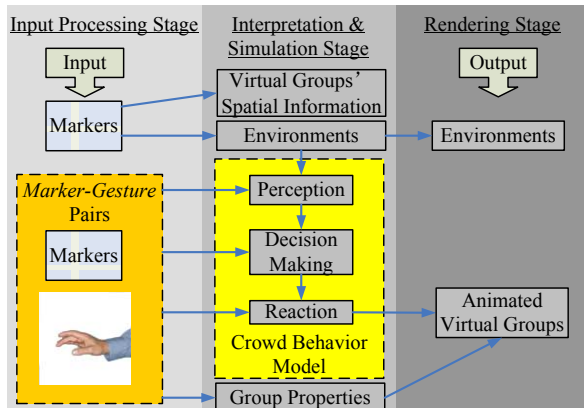 Input Processing Stage
Input
Markers
Marker-Gesture
Pairs
Markers
Interpretation &
Simulation Stage
Virtual Groups'
Spatial Information
Environments
Perception
Decision
Making
Reaction
Crowd Behavior
Model
Group Properties
Rendering Stage
Output
Environments
Animated
Virtual Groups